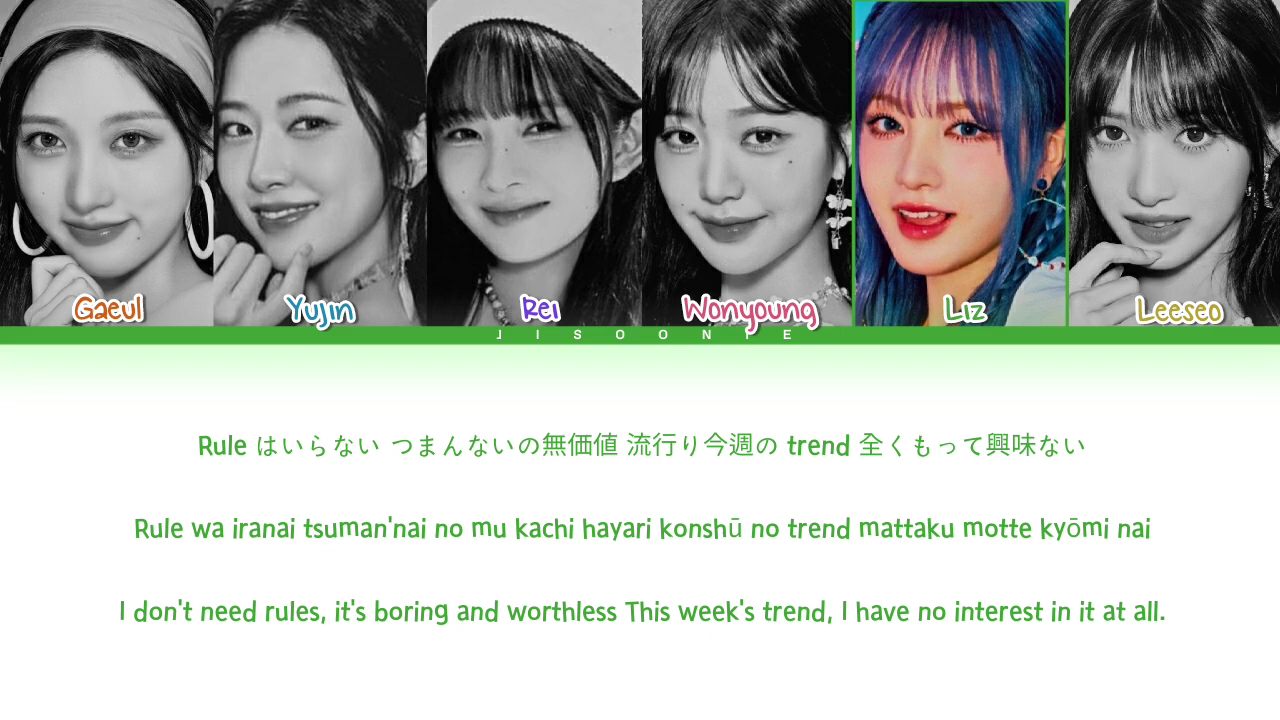 Gaeul Yujin Rei Wonyoung Liz Leeseo
JISOONIE
Rule はいらない つまんないの無価値 流行り今週の trend 全くもって興味ない
Rule wa iranai tsuman'nai no mu kachi hayari konshū no trend mattaku motte kyōmi nai
I don't need rules, it's boring and worthless This week's trend, I have no interest in it at all.